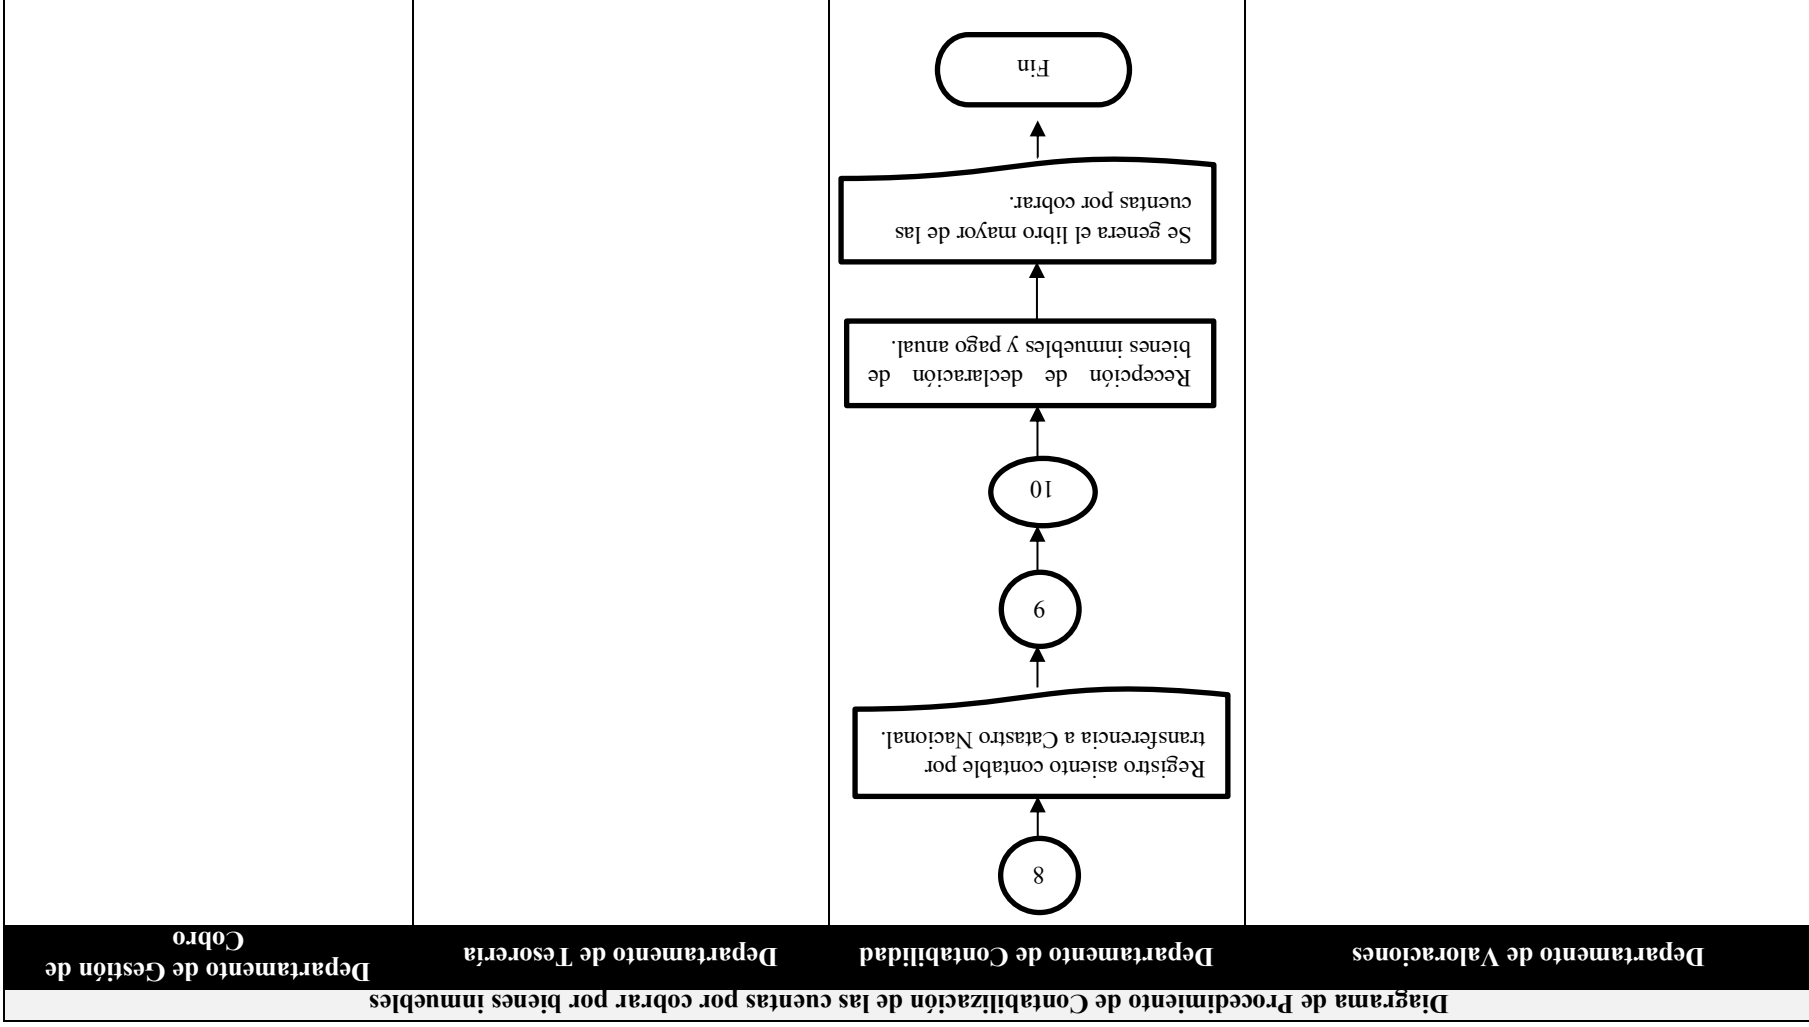 Diagrama de Procedimiento de Contabilización de las cuentas por cobrar por bienes inmuebles
Departamento de Valoraciones
Departamento de Contabilidad
Departamento de Tesorería
Departamento de Gestión de
Cobro
8
Registro asiento contable por
transferencia a Catastro Nacional.
9
10
Recepción de declaración de
bienes inmuebles y pago anual.
Se genera el libro mayor de las
cuentas por cobrar.
Fin